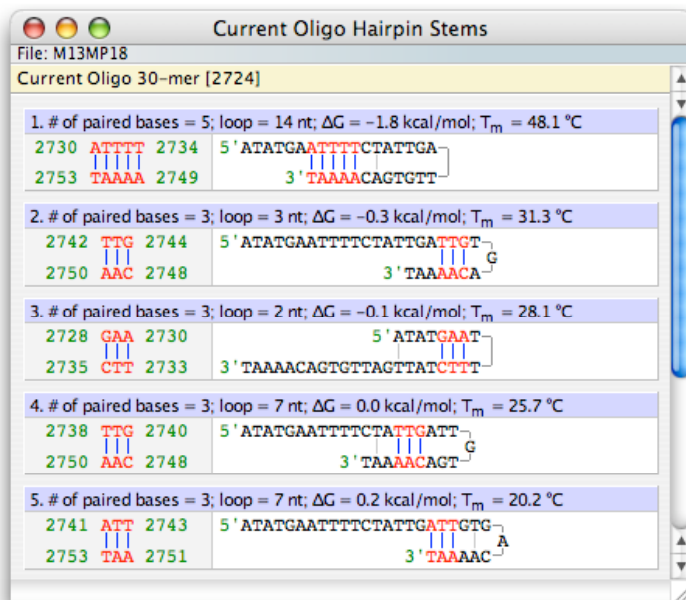 Current Oligo Hairpin Stems
File: M13MP18
Current Oligo 30-mer [2724]
1. # of paired bases = 5; loop = 14 nt; ΔG = -1.8 kcal/mol; Tm = 48.1 °C
2730 ATTTT 2734 5'ATATGAATTTTCTATTGA
2753 TAAAA 2749 3'TAAAACAGTGTT
2. # of paired bases = 3; loop = 3 nt; ΔG = -0.3 kcal/mol; Tm = 31.3 °C
2742 TTG 2744 5'ATATGAATTTTCTATTGATTGT
G
2750 AAC 2748 3'TAAAACA
3. # of paired bases = 3; loop = 2 nt; ΔG = -0.1 kcal/mol; Tm = 28.1 °C
2728 GAA 2730 5'ATATGAAT
2735 CTT 2733 3'TAAAACAGTGTTAGTTATCTTT
4. # of paired bases = 3; loop = 7 nt; ΔG = 0.0 kcal/mol; Tm = 25.7 °C
2738 TTG 2740 5'ATATGAATTTTCTATTGATT
G
2750 AAC 2748 3'TAAAACAGT
5. # of paired bases = 3; loop = 7 nt; ΔG = 0.2 kcal/mol; Tm = 20.2 °C
2741 ATT 2743 5'ATATGAATTTTCTATTGATTGTG
A
2753 TAA 2751 3'TAAAAC